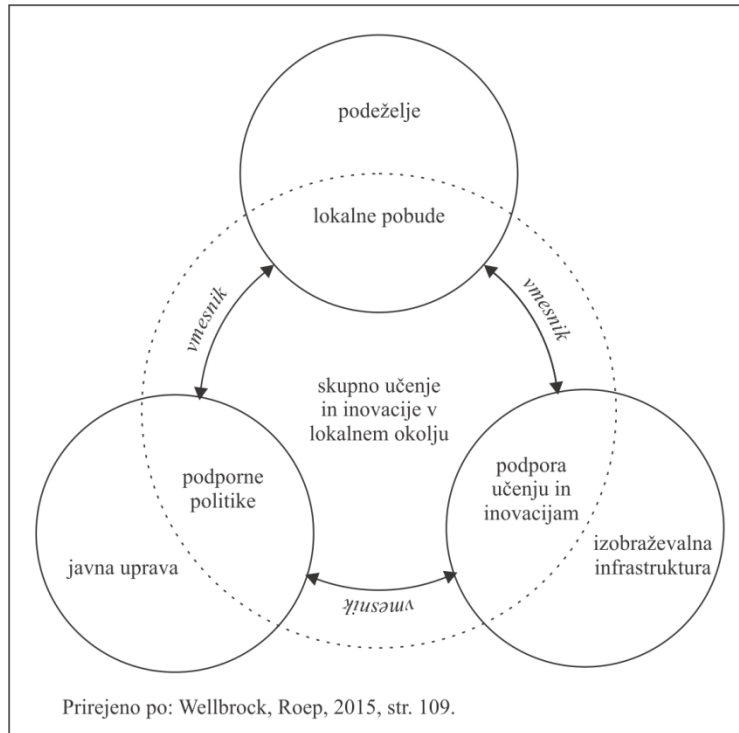 podeželje
lokalne pobude
vmesnik
vmesnik
skupno učenje
in inovacije v
lokalnem okolju
podporne
politike
javna uprava
podpora
učenju in
inovacijam
izobraževalna
infrastruktura
vmesnik
Prirejeno po: Wellbrock, Roep, 2015, str. 109.